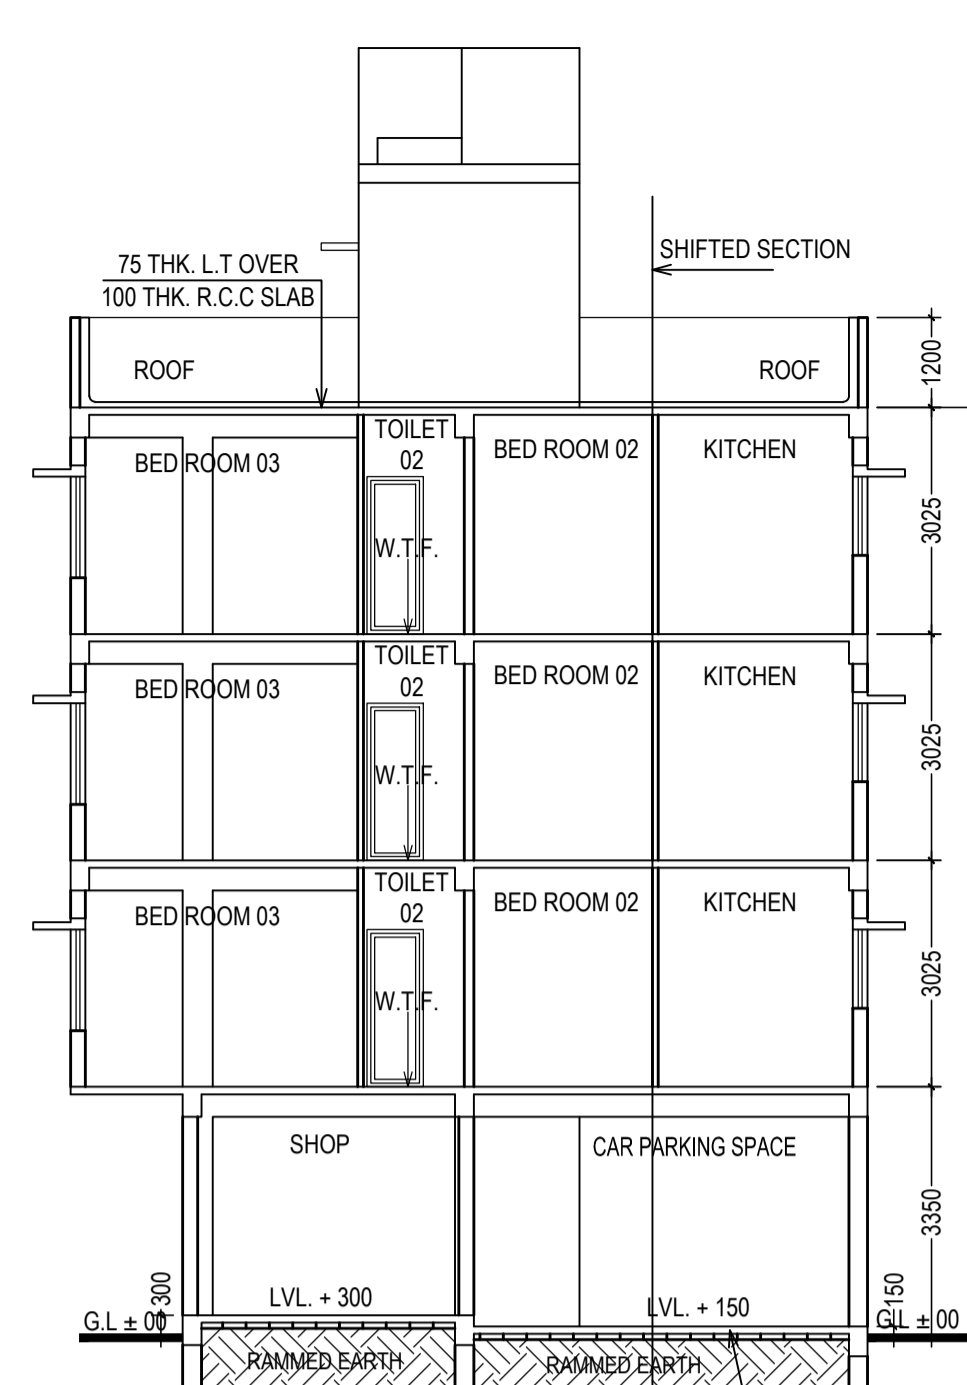 SHIFTED SECTION
75 THK. L.T OVER
100 THK. R.C.C SLAB
ROOF
ROOF
1200
TOILET
02
BED ROOM 03
BED ROOM 02
KITCHEN
3025
W.T.F.
TOILET
02
BED ROOM 03
BED ROOM 02
KITCHEN
3025
W.T.F.
TOILET
02
BED ROOM 03
BED ROOM 02
KITCHEN
3025
W.T.F.
SHOP
CAR PARKING SPACE
3350
300
LVL. + 300
LVL. + 150
150
G.L ± 00
G.L ± 00
RAMMED EARTH
RAMMED EARTH